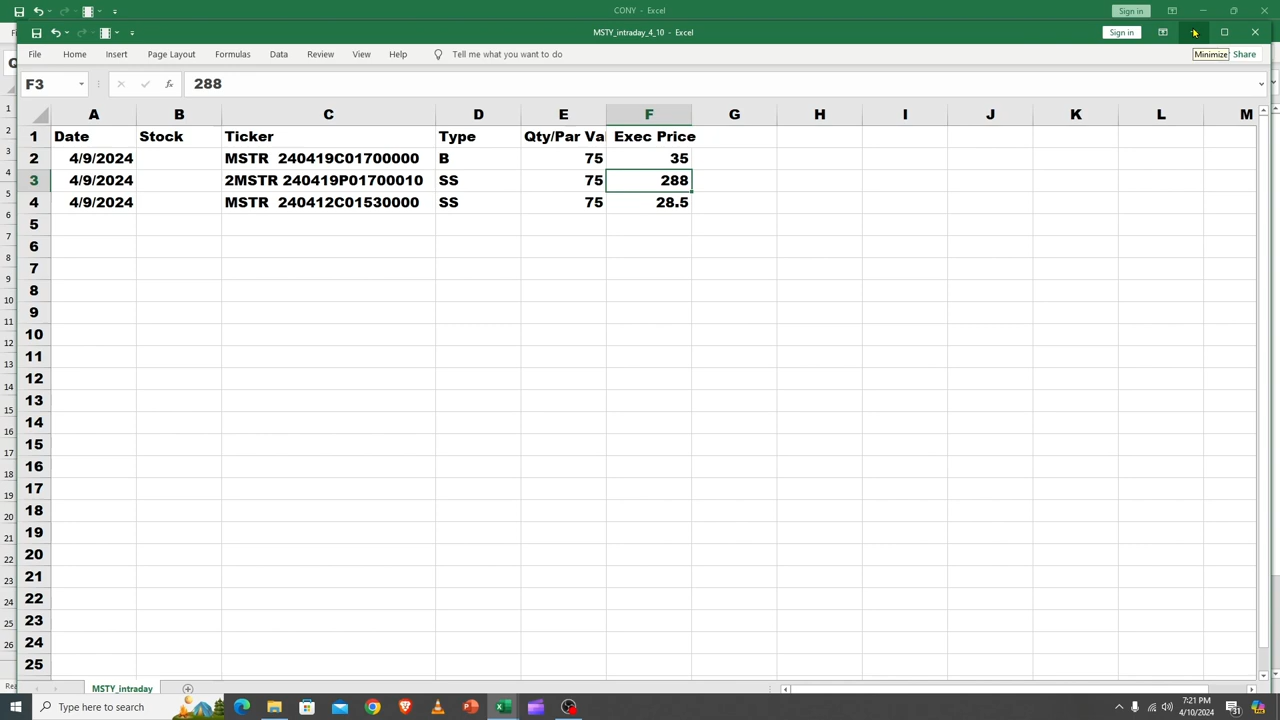 CONY - Excel
Sign in
MSTY_intraday_4_10 - Excel
Sign in
File Home Insert Page Layout Formulas Data Review View Help Tell me what you want to do
Minimize Share
F3 fx 288
A B C D E F G H I J K L M
1 Date Stock Ticker Type Qty/Par Va Exec Price
2 4/9/2024 MSTR 240419C01700000 B 75 35
3 4/9/2024 2MSTR 240419P01700010 SS 75 288
4 4/9/2024 MSTR 240412C01530000 SS 75 28.5
5
6
7
8
9
10
11
12
13
14
15
16
17
18
19
20
21
22
23
24
25
MSTY_intraday
Type here to search
7:21 PM
4/10/2024